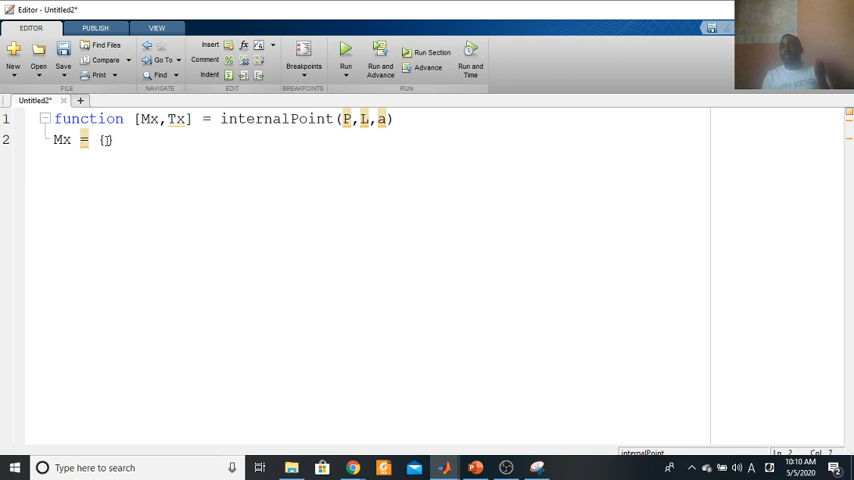 Editor - Untitled2*
EDITOR PUBLISH VIEW
New Open Save Find Files Compare Print Go To Find Insert Comment Indent Breakpoints Run Run and Advance Run Section Advance Run and Time
FILE NAVIGATE EDIT BREAKPOINTS RUN
Untitled2*
1 function [Mx,Tx] = internalPoint(P,L,a)
2 Mx = {}
internalPoint Ln 2 Col 7
Type here to search
10:10 AM
5/5/2020
2